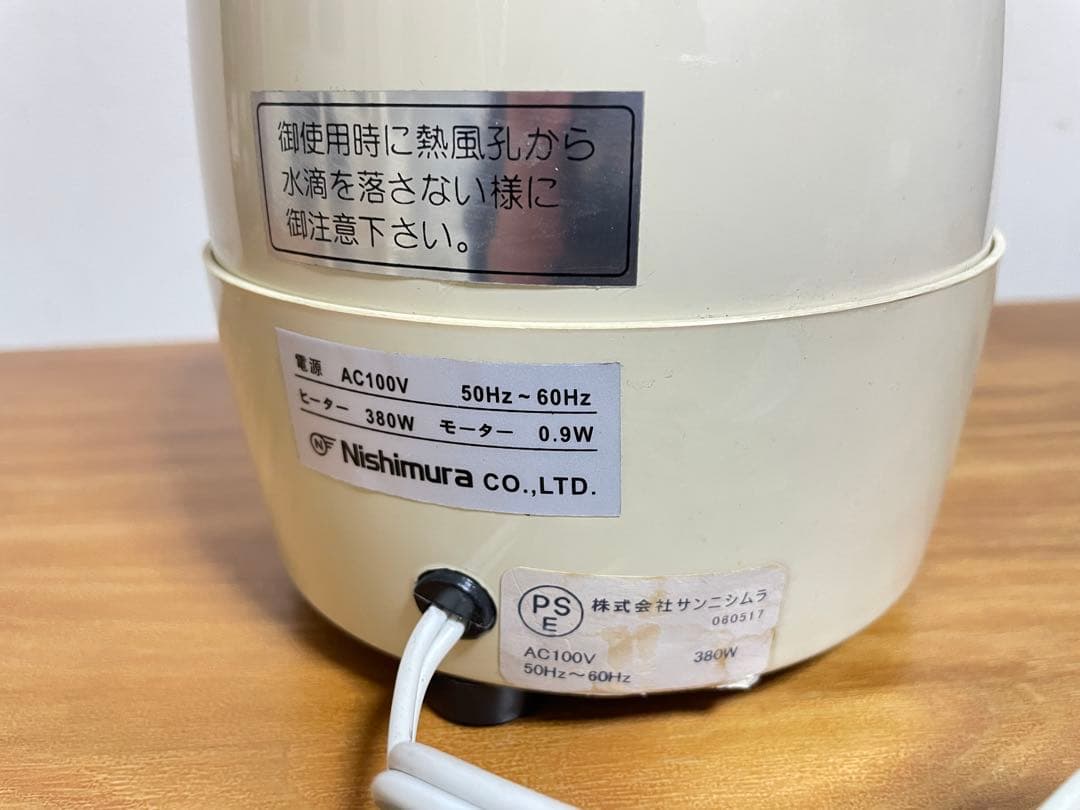 御使用時に熱風孔から
水滴を落さない様に
御注意下さい。
電源 AC100V 50Hz~60Hz
ヒーター 380W モーター 0.9W
Nishimura CO.,LTD.
PS
E
株式会社サンニシムラ
060517
AC100V 380W
50Hz～60Hz